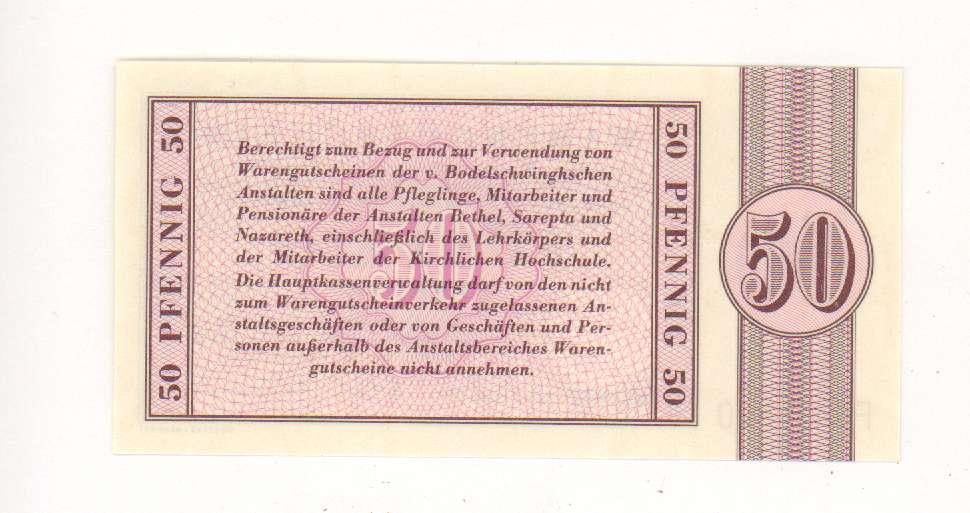 50 PFENNIG 50
Berechtigt zum Bezug und zur Verwendung von
Warengutscheinen der v. Bodelschwinghschen
Anstalten sind alle Pfleglinge, Mitarbeiter und
Pensionäre der Anstalten Bethel, Sarepta und
Nazareth, einschließlich des Lehrkörpers und
der Mitarbeiter der Kirchlichen Hochschule.
Die Hauptkassenverwaltung darf von den nicht
zum Warengutscheinverkehr zugelassenen An-
staltsgeschäften oder von Geschäften und Per-
sonen außerhalb des Anstaltsbereiches Waren-
gutscheine nicht annehmen.
50
50 PFENNIG 50
50